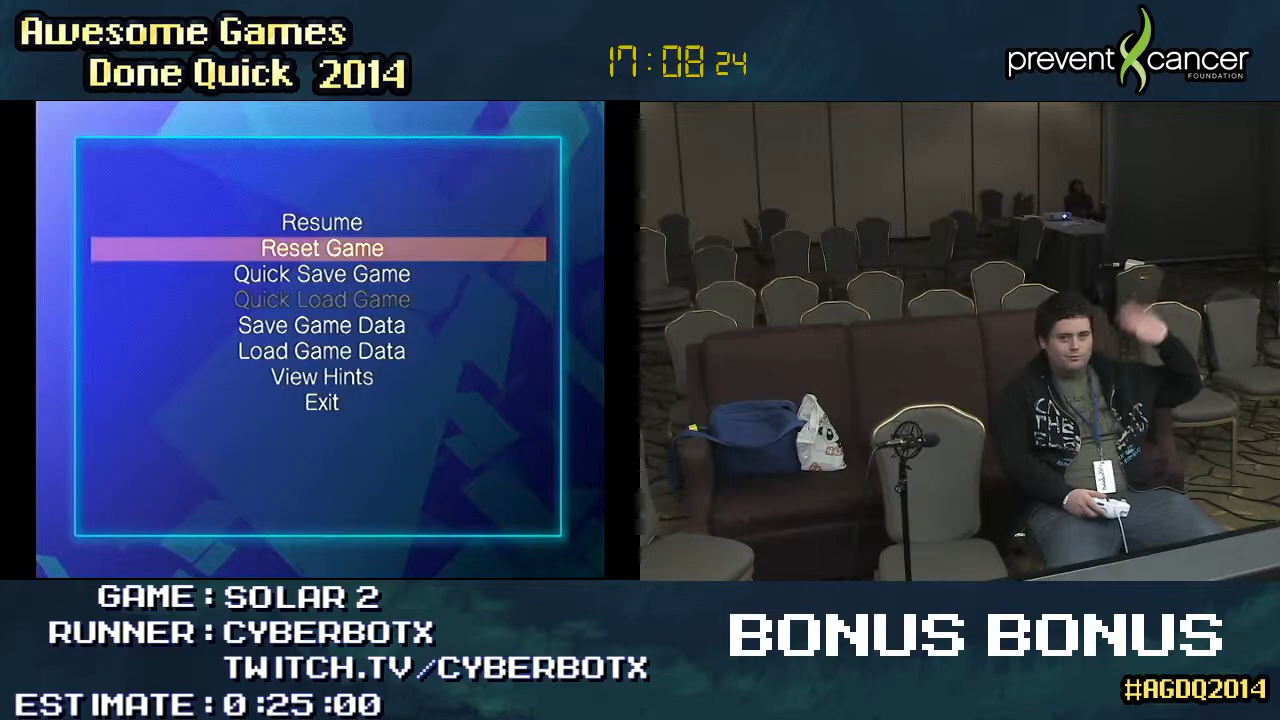 Awesome Games
Done Quick 2014
17:08 24
prevent cancer
FOUNDATION
Resume
Reset Game
Quick Save Game
Quick Load Game
Save Game Data
Load Game Data
View Hints
Exit
GAME : SOLAR 2
RUNNER : CYBERBOTX
TWITCH.TV/CYBERBOTX
ESTIMATE : 0:25:00
BONUS BONUS
#AGDQ2014